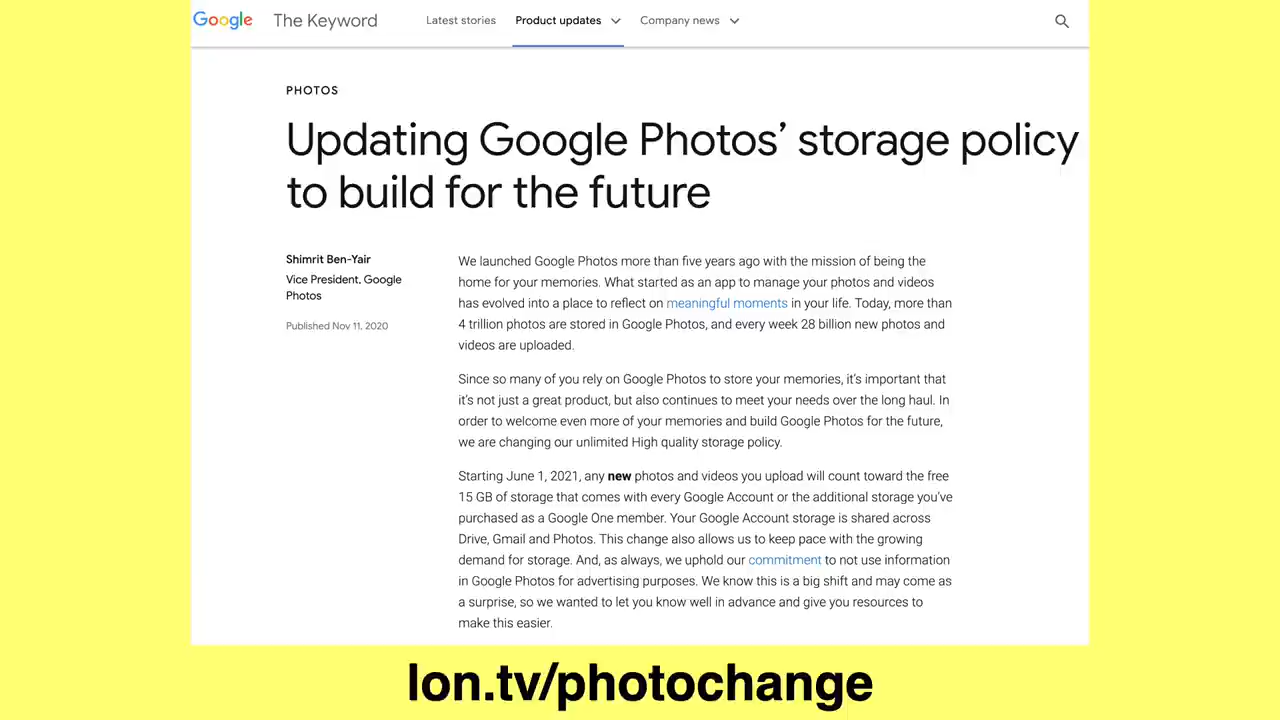 Google The Keyword Latest stories Product updates Company news
PHOTOS
Updating Google Photos’ storage policy
to build for the future
Shimrit Ben-Yair
Vice President, Google
Photos
Published Nov 11, 2020
We launched Google Photos more than five years ago with the mission of being the
home for your memories. What started as an app to manage your photos and videos
has evolved into a place to reflect on meaningful moments in your life. Today, more than
4 trillion photos are stored in Google Photos, and every week 28 billion new photos and
videos are uploaded.
Since so many of you rely on Google Photos to store your memories, it’s important that
it’s not just a great product, but also continues to meet your needs over the long haul. In
order to welcome even more of your memories and build Google Photos for the future,
we are changing our unlimited High quality storage policy.
Starting June 1, 2021, any new photos and videos you upload will count toward the free
15 GB of storage that comes with every Google Account or the additional storage you’ve
purchased as a Google One member. Your Google Account storage is shared across
Drive, Gmail and Photos. This change also allows us to keep pace with the growing
demand for storage. And, as always, we uphold our commitment to not use information
in Google Photos for advertising purposes. We know this is a big shift and may come as
a surprise, so we wanted to let you know well in advance and give you resources to
make this easier.
lon.tv/photochange